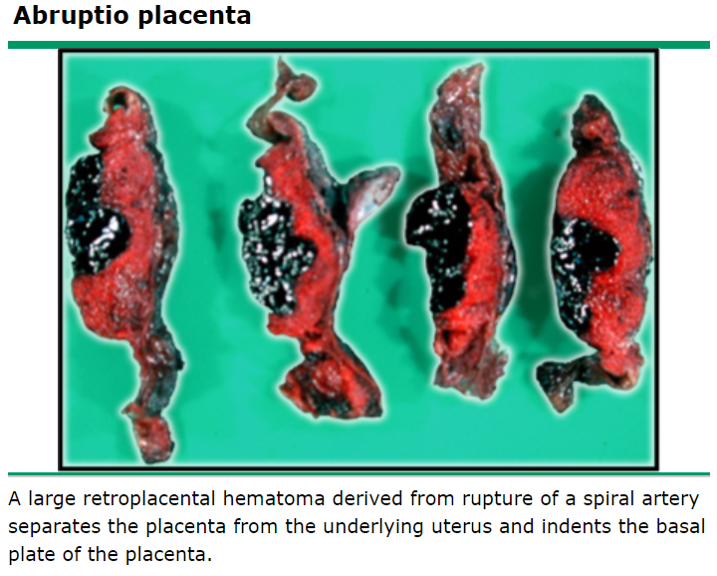 Abruptio placenta
A large retroplacental hematoma derived from rupture of a spiral artery
separates the placenta from the underlying uterus and indents the basal
plate of the placenta.